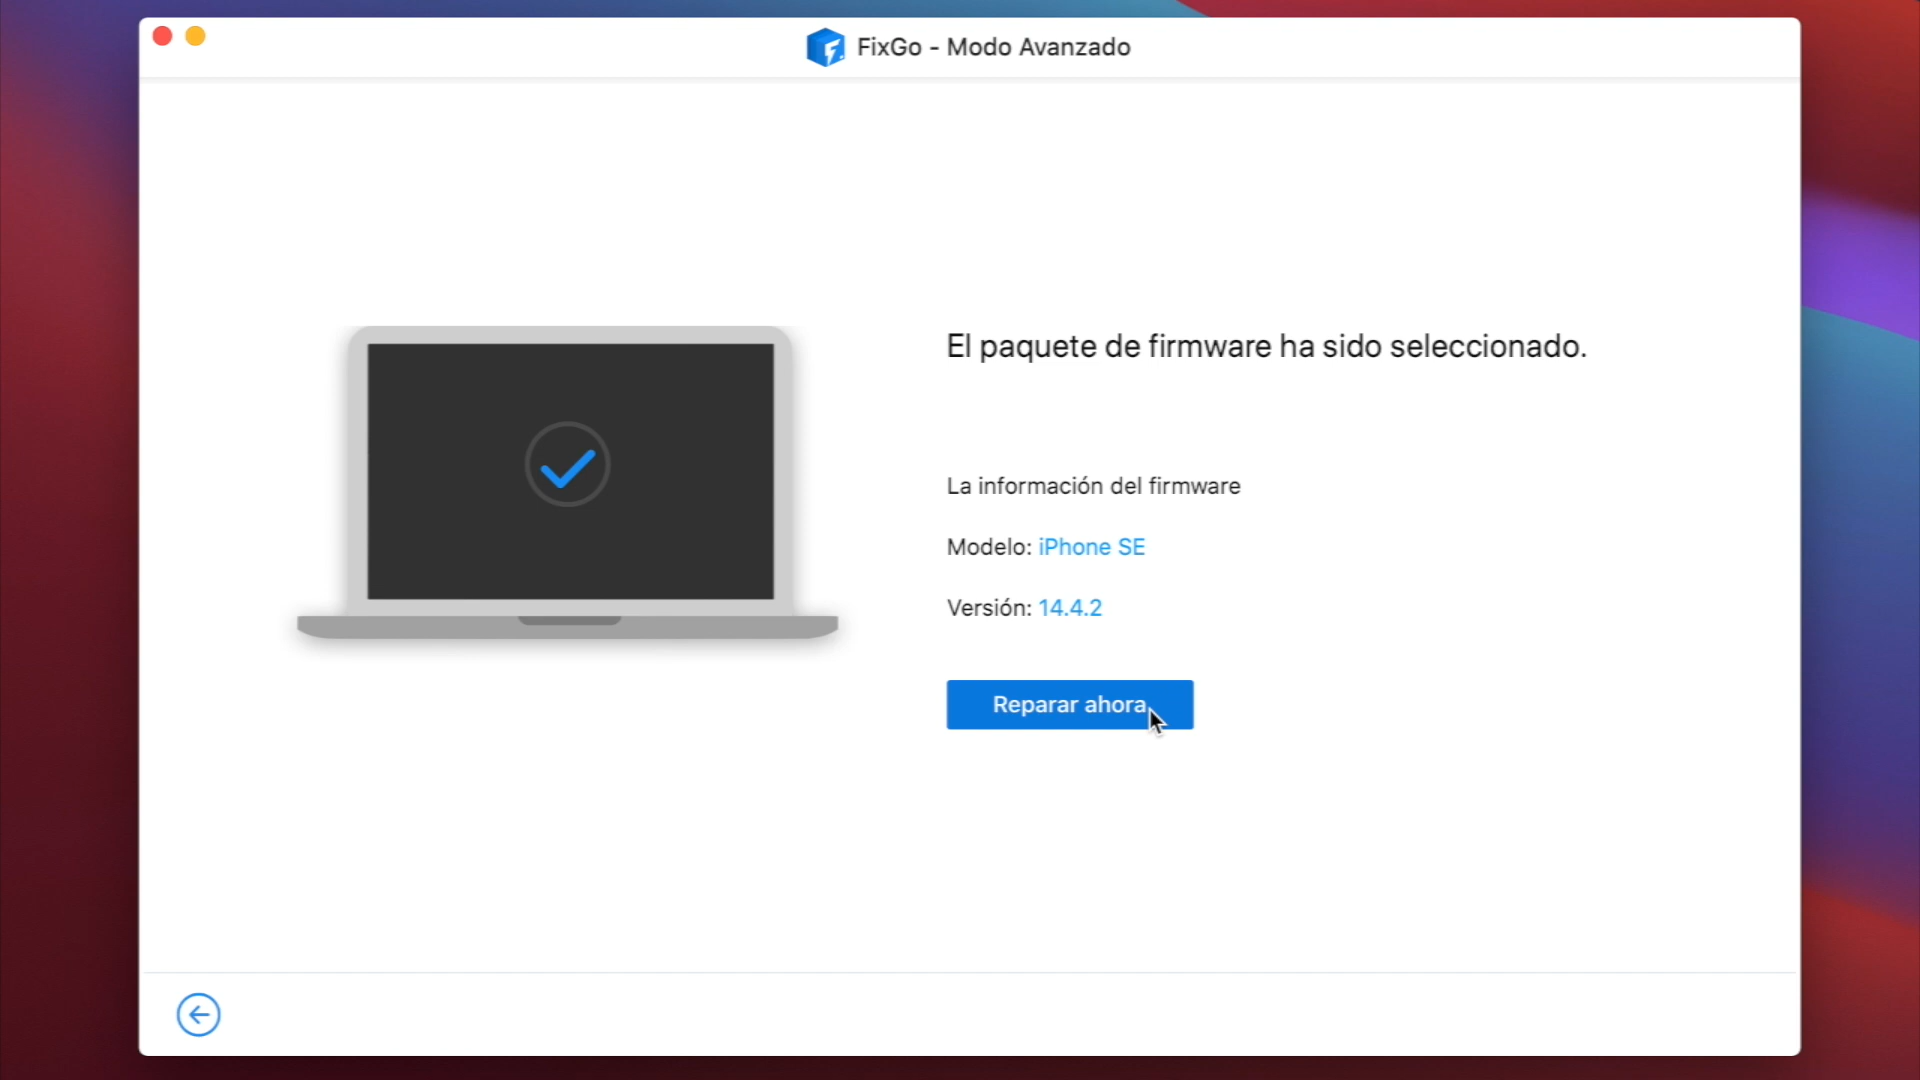 FixGo - Modo Avanzado
El paquete de firmware ha sido seleccionado.
La información del firmware
Modelo: iPhone SE
Versión: 14.4.2
Reparar ahora